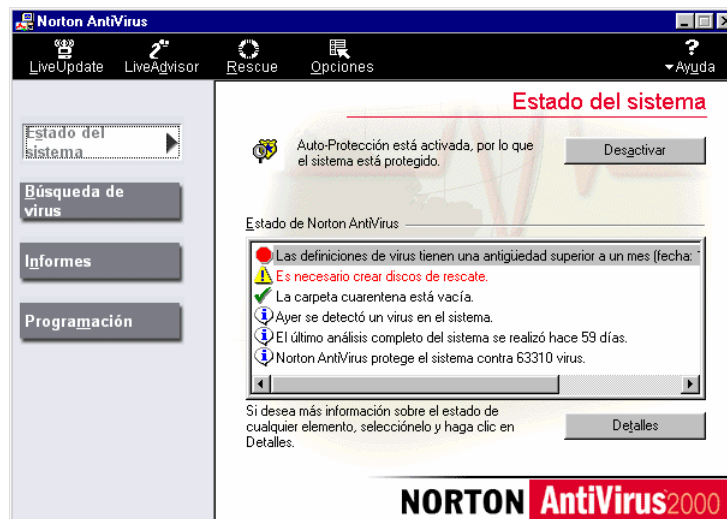 Norton AntiVirus
LiveUpdate LiveAdvisor Rescue Opciones Ayuda
Estado del sistema
Estado del
sistema
Búsqueda de
virus
Informes
Programación
Auto-Protección está activada, por lo que
el sistema está protegido.
Desactivar
Estado de Norton AntiVirus
Las definiciones de virus tienen una antigüedad superior a un mes (fecha:
Es necesario crear discos de rescate.
La carpeta cuarentena está vacía.
Ayer se detectó un virus en el sistema.
El último análisis completo del sistema se realizó hace 59 días.
Norton AntiVirus protege el sistema contra 63310 virus.
Si desea más información sobre el estado de
cualquier elemento, selecciónelo y haga clic en
Detalles.
Detalles
NORTON AntiVirus 2000